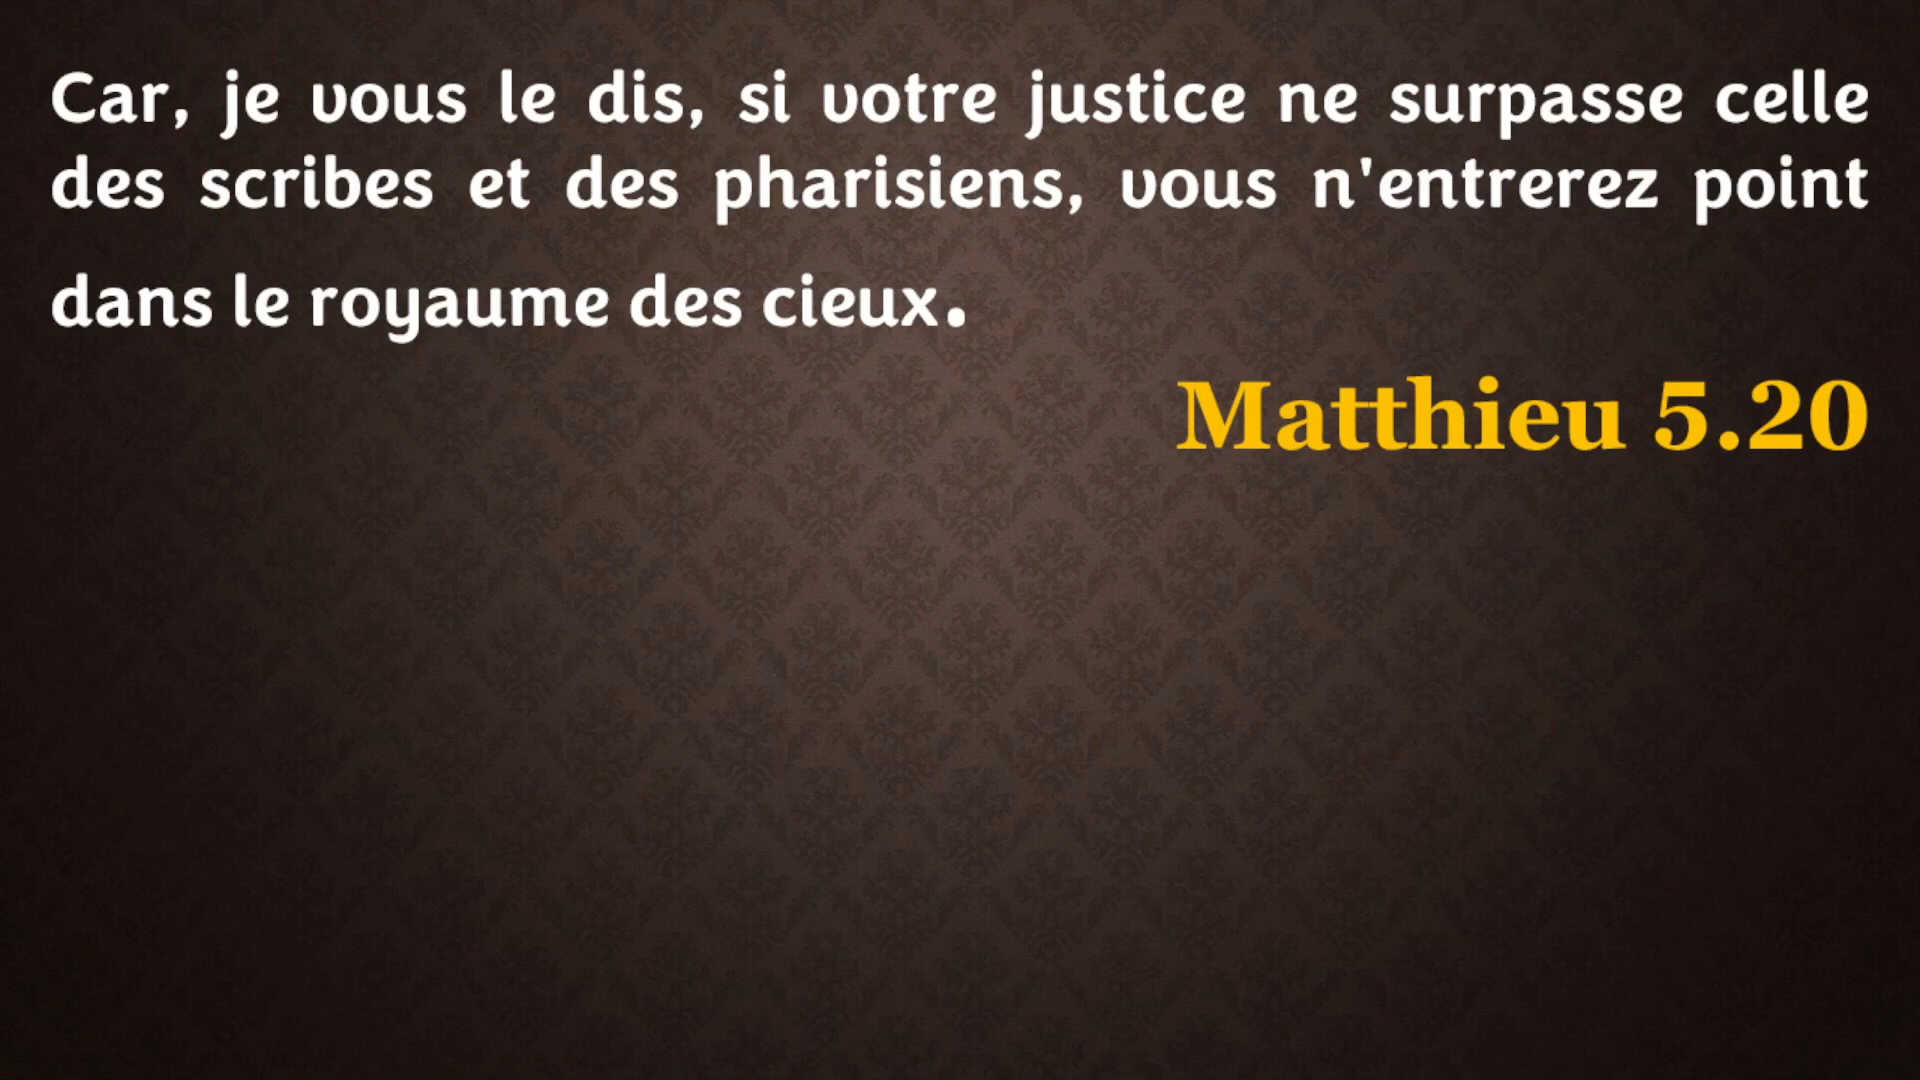 Car, je vous le dis, si votre justice ne surpasse celle
des scribes et des pharisiens, vous n'entrerez point
dans le royaume des cieux.
Matthieu 5.20